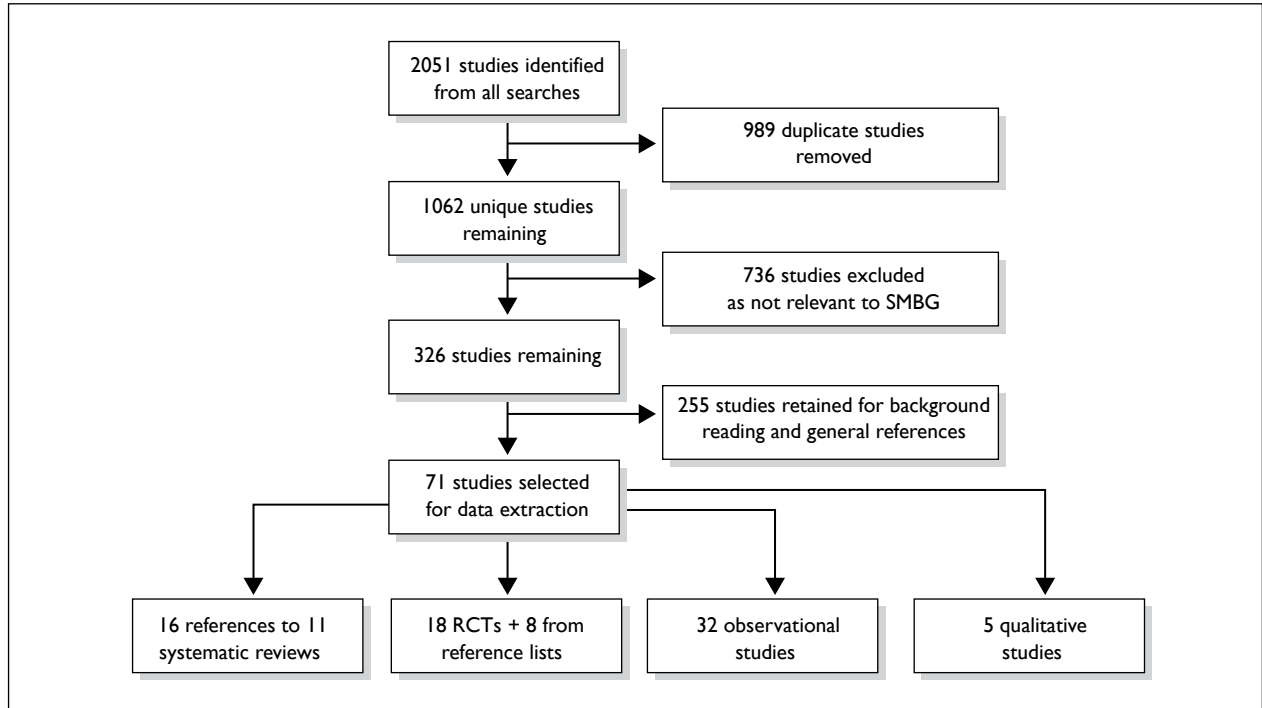 2051 studies identified
from all searches
989 duplicate studies
removed
1062 unique studies
remaining
736 studies excluded
as not relevant to SMBG
326 studies remaining
255 studies retained for background
reading and general references
71 studies selected
for data extraction
16 references to 11
systematic reviews
18 RCTs + 8 from
reference lists
32 observational
studies
5 qualitative
studies